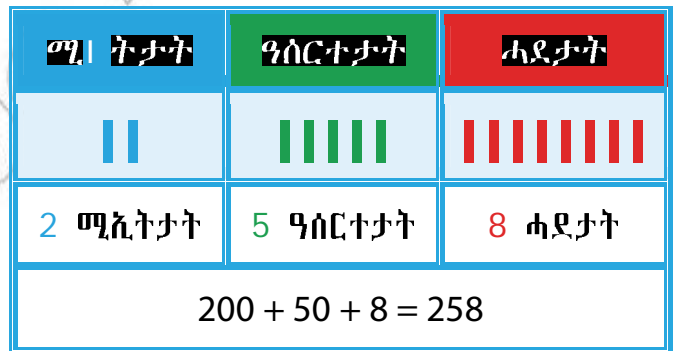 ሚ። ትታት ዓሰርተታት ሓደታት
2 ሚኢትታት 5 ዓሰርተታት 8 ሓደታት
200 + 50 + 8 = 258